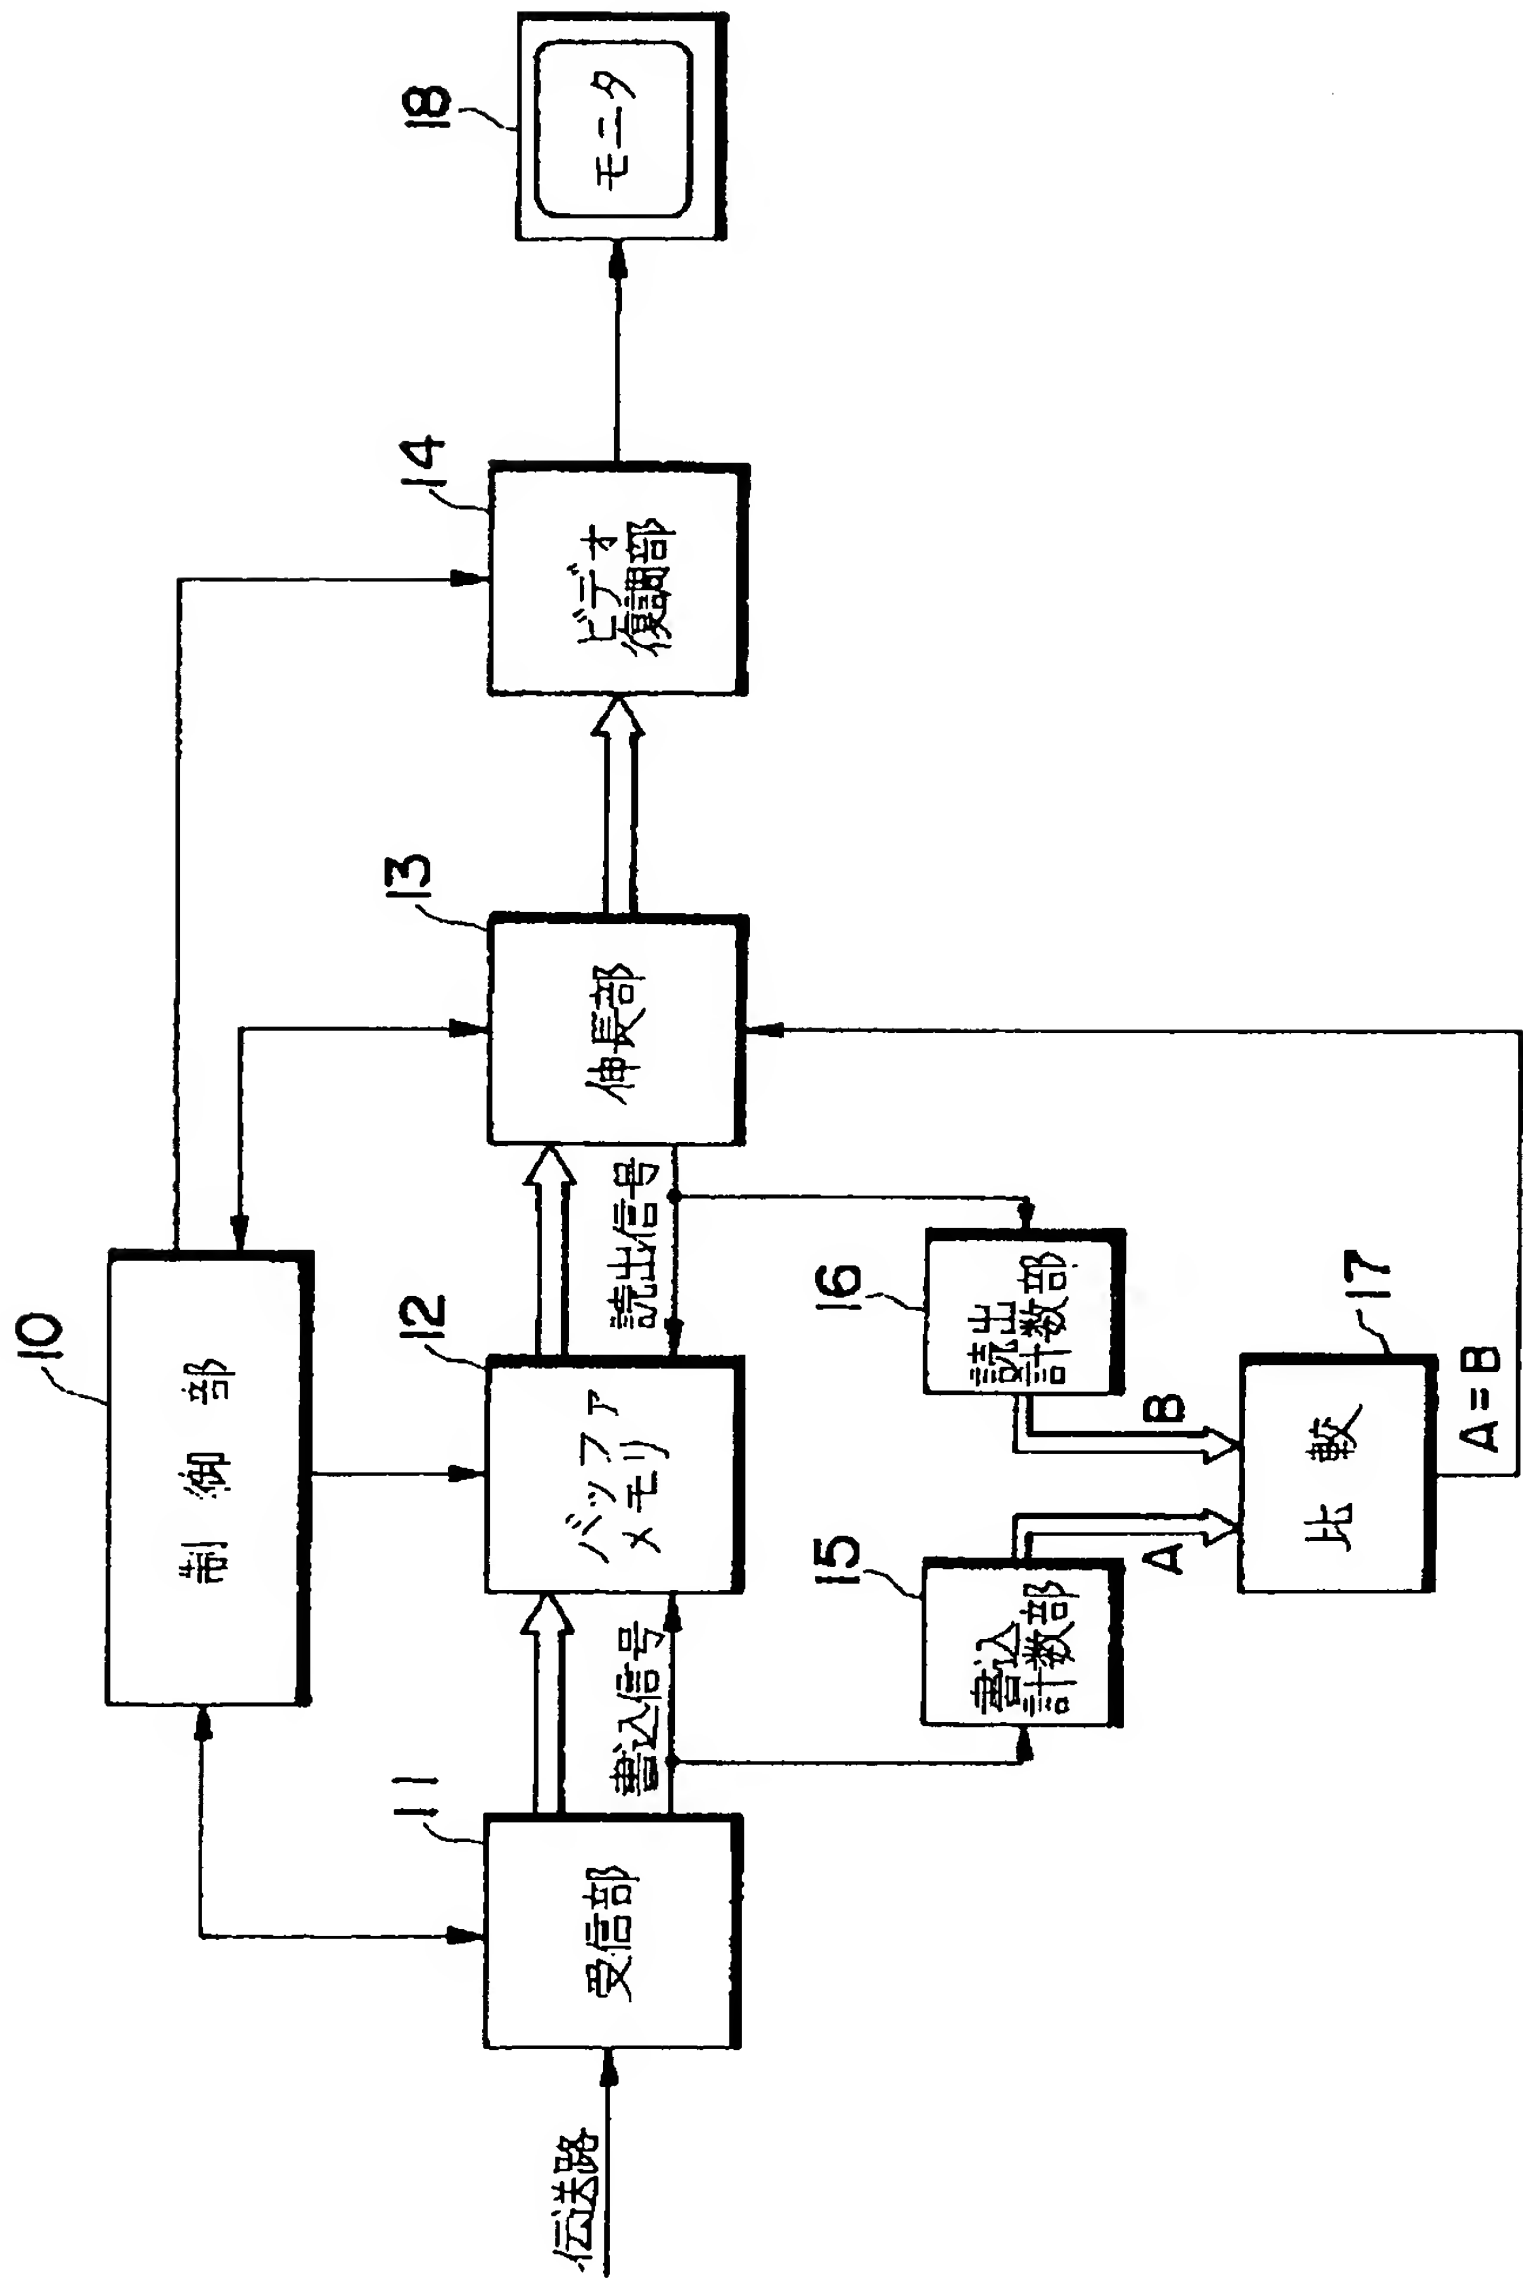 10
制御部
11
受信部
伝送路
書込信号
12
バッファ
メモリ
読出信号
13
伸長部
14
ビデオ
復調部
18
モニタ
15
書込
計数部
16
読出
計数部
A
B
17
比較
A=B